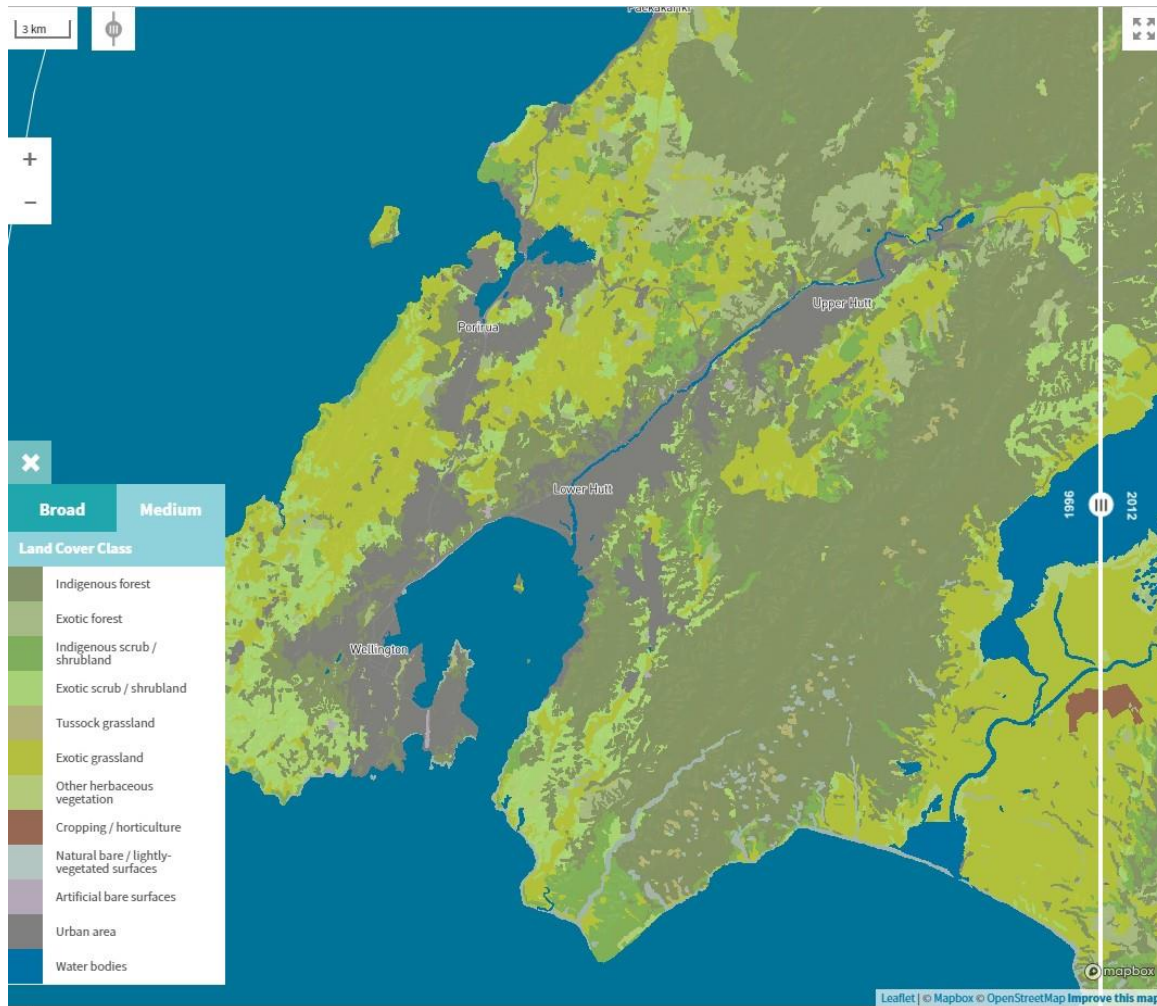 Paekakariki
3 km
+
−
Upper Hutt
Porirua
Lower Hutt
Wellington
1996
2012
Broad
Medium
Land Cover Class
Indigenous forest
Exotic forest
Indigenous scrub /
shrubland
Exotic scrub / shrubland
Tussock grassland
Exotic grassland
Other herbaceous
vegetation
Cropping / horticulture
Natural bare / lightly-
vegetated surfaces
Artificial bare surfaces
Urban area
Water bodies
mapbox
Leaflet | © Mapbox © OpenStreetMap Improve this map